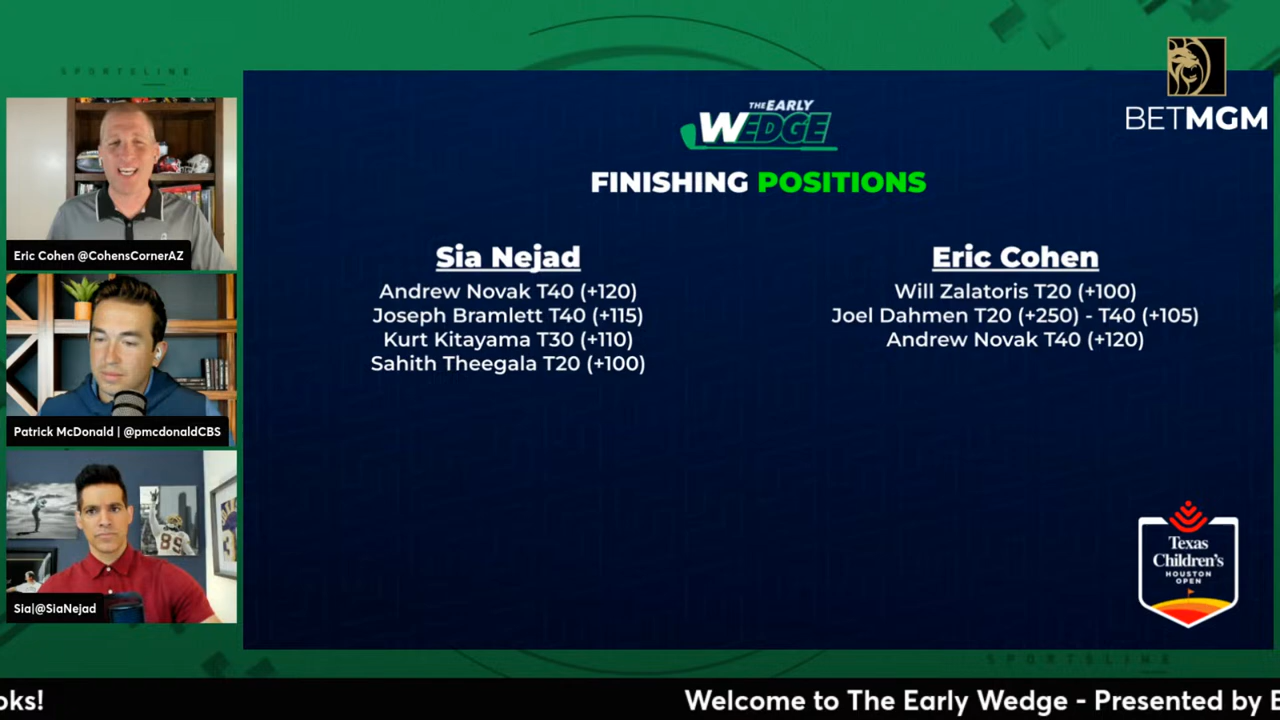 SPORTSLINE
BETMGM
THE EARLY
WEDGE
FINISHING POSITIONS
Eric Cohen @CohensCornerAZ
Patrick McDonald | @pmcdonaldCBS
Sia|@SiaNejad
Sia Nejad
Andrew Novak T40 (+120)
Joseph Bramlett T40 (+115)
Kurt Kitayama T30 (+110)
Sahith Theegala T20 (+100)
Eric Cohen
Will Zalatoris T20 (+100)
Joel Dahmen T20 (+250) - T40 (+105)
Andrew Novak T40 (+120)
89
Texas
Children's
HOUSTON
OPEN
SPORTSLINE
oks!
Welcome to The Early Wedge - Presented by